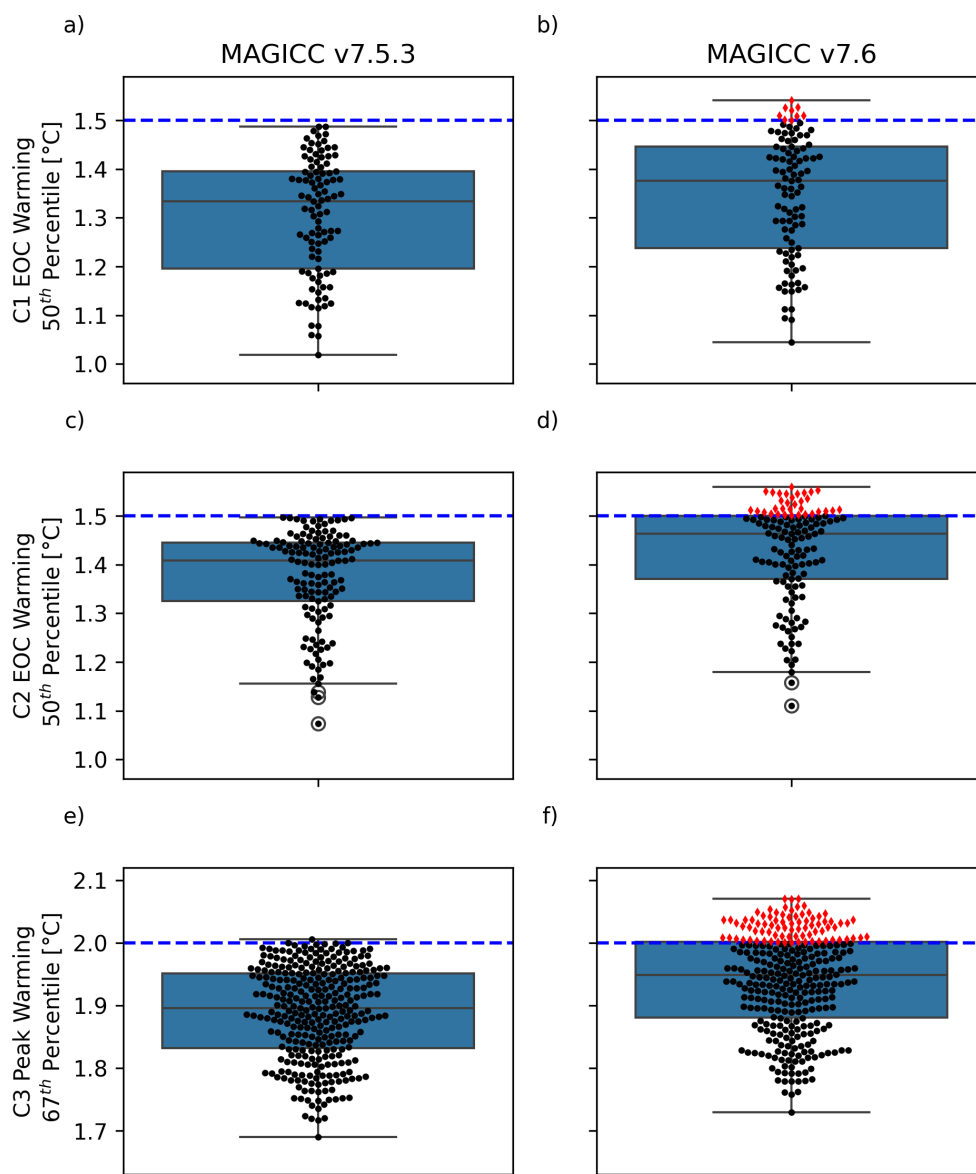 a)
MAGICC v7.5.3
b)
MAGICC v7.6
C1 EOC Warming
50th Percentile [°C]
1.5
1.4
1.3
1.2
1.1
1.0
c)
d)
C2 EOC Warming
50th Percentile [°C]
1.5
1.4
1.3
1.2
1.1
1.0
e)
f)
C3 Peak Warming
67th Percentile [°C]
2.1
2.0
1.9
1.8
1.7